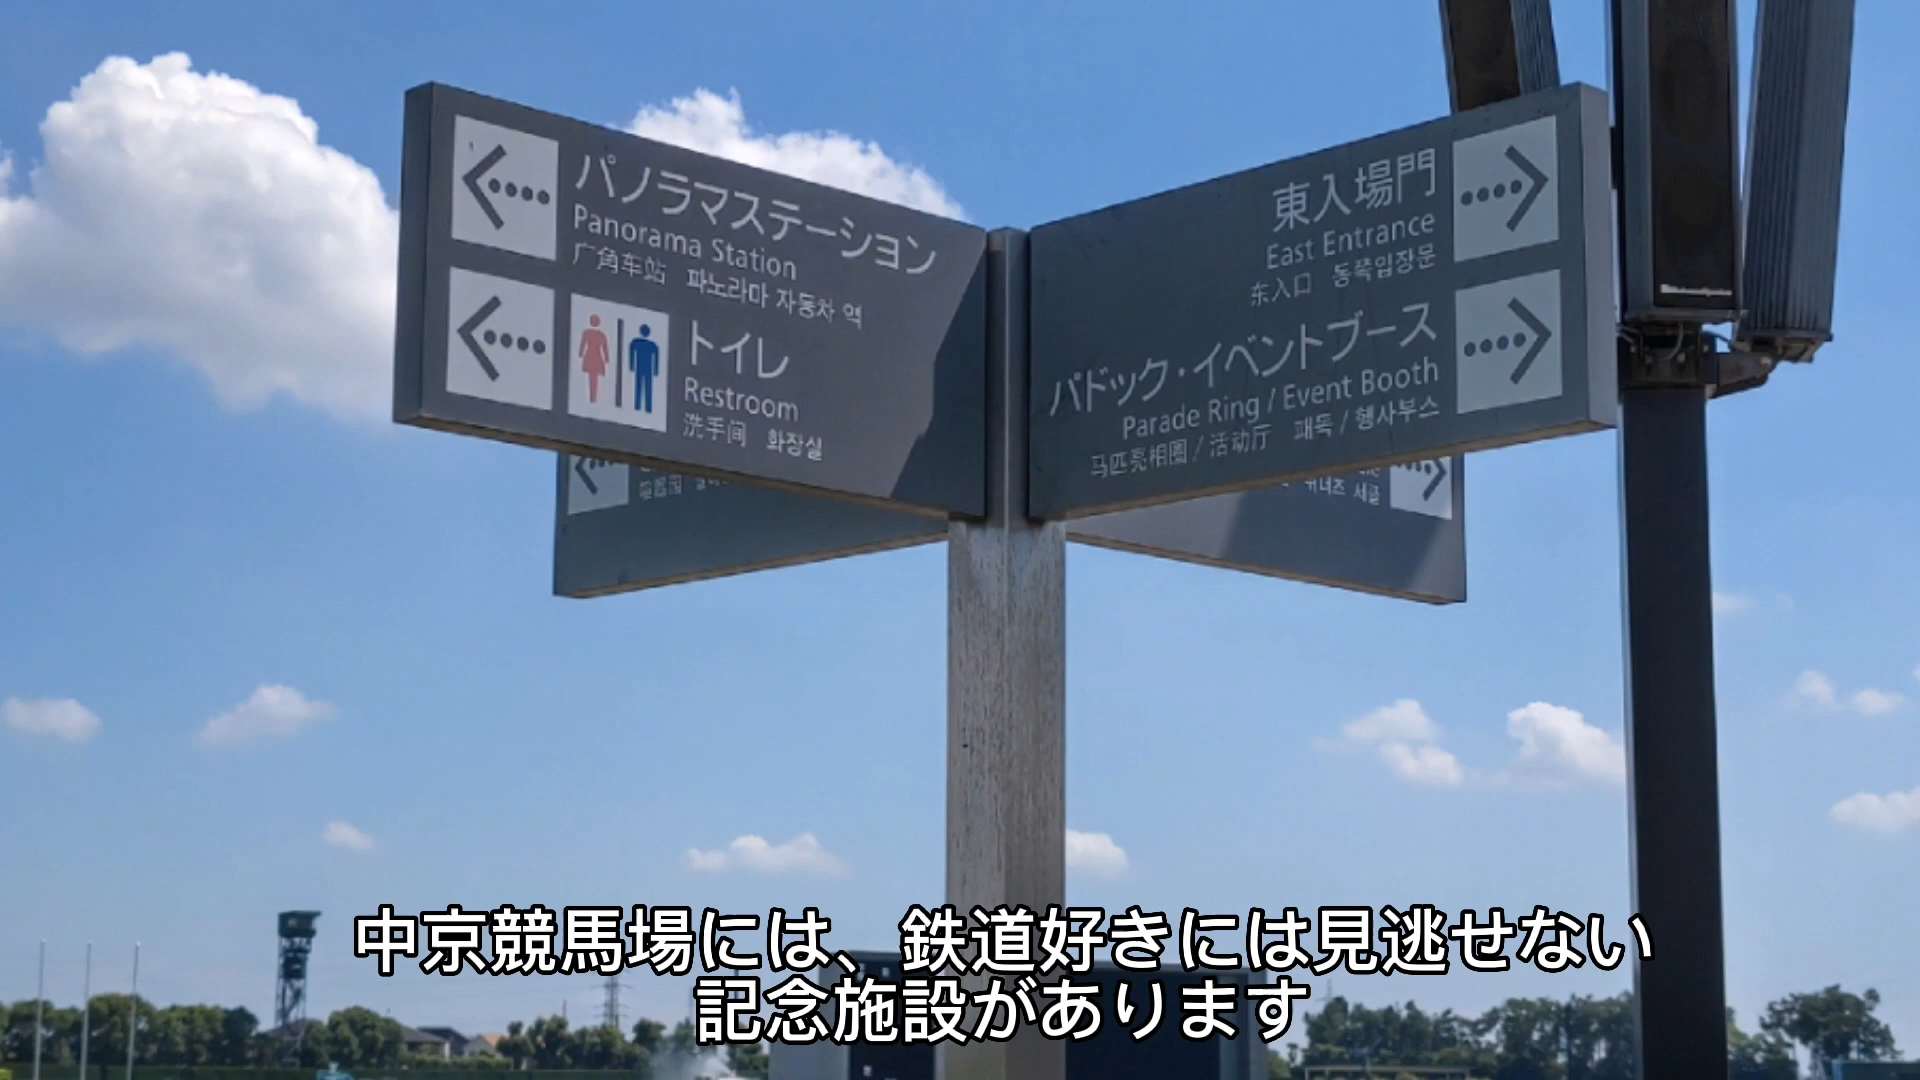 パノラマステーション
Panorama Station
广角车站 파노라마 자동차 역
トイレ
Restroom
洗手间 화장실
東入場門
East Entrance
东入口 동쪽입장문
パドック・イベントブース
Parade Ring / Event Booth
马匹亮相圈 / 活动厅 패독 / 행사부스
위너즈 서클
中京競馬場には、鉄道好きには見逃せない
記念施設があります